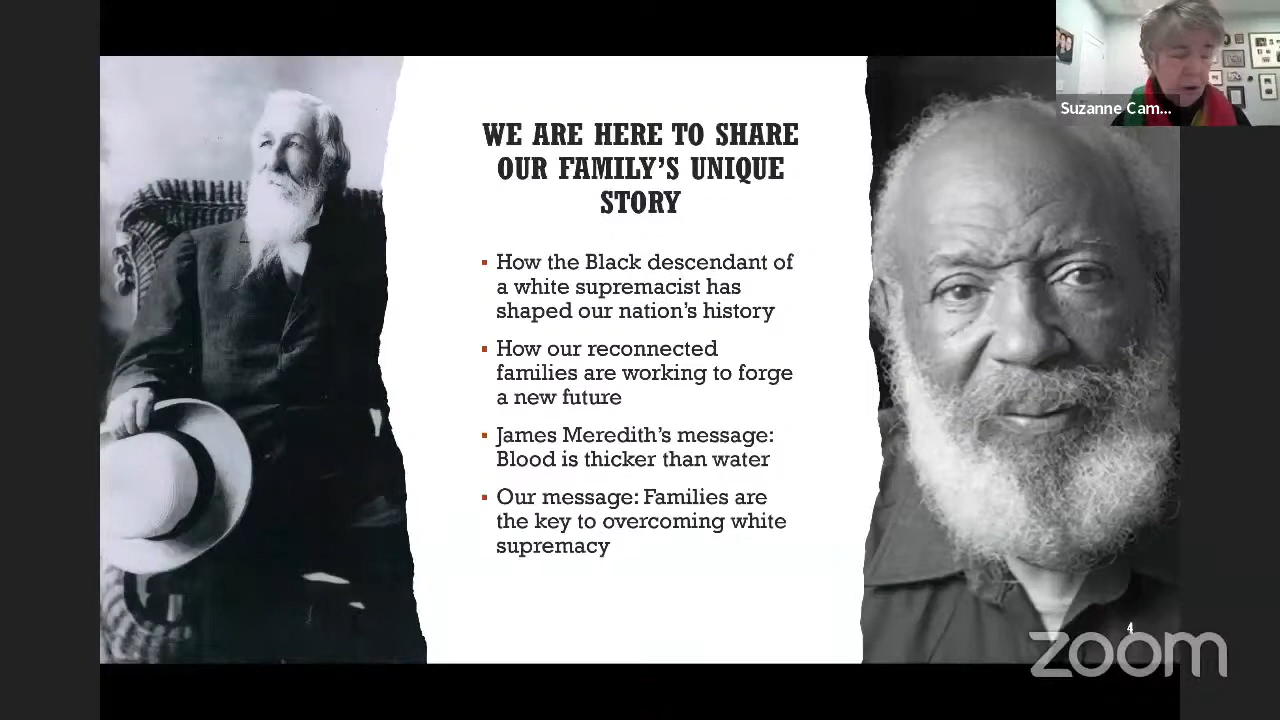 Suzanne Cam...
WE ARE HERE TO SHARE
OUR FAMILY'S UNIQUE
STORY
▪ How the Black descendant of
a white supremacist has
shaped our nation's history
▪ How our reconnected
families are working to forge
a new future
▪ James Meredith's message:
Blood is thicker than water
▪ Our message: Families are
the key to overcoming white
supremacy
4
zoom